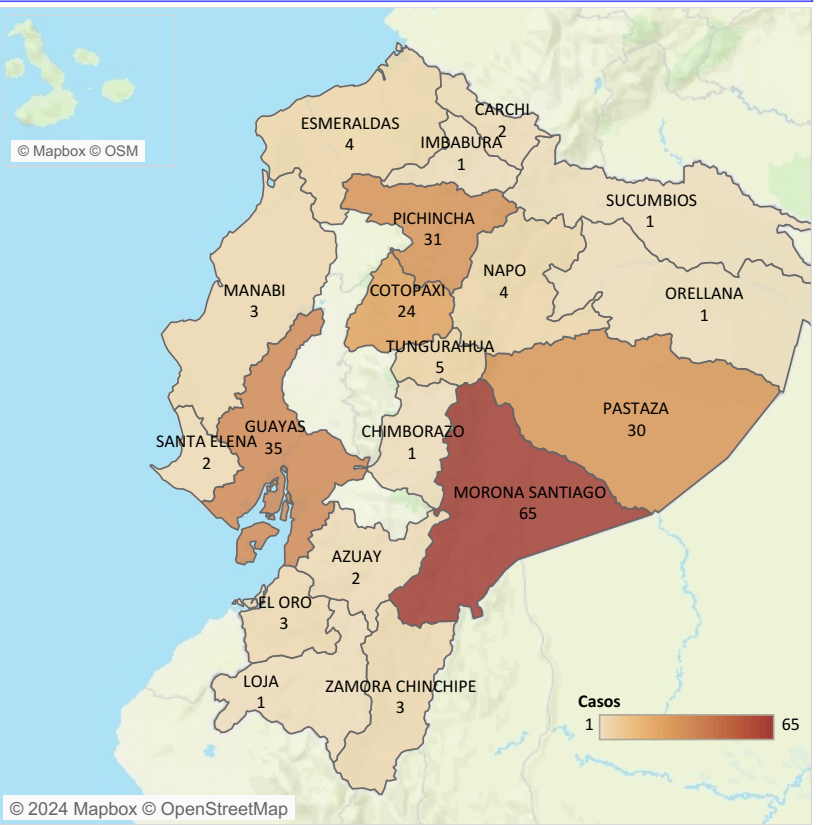 © Mapbox © OSM
ESMERALDAS
4
CARCHI
2
IMBABURA
1
SUCUMBIOS
1
PICHINCHA
31
NAPO
4
MANABI
3
COTOPAXI
24
ORELLANA
1
TUNGURAHUA
5
PASTAZA
30
GUAYAS
35
SANTA ELENA
2
CHIMBORAZO
1
MORONA SANTIAGO
65
AZUAY
2
EL ORO
3
LOJA
1
ZAMORA CHINCHIPE
3
Casos
1 65
© 2024 Mapbox © OpenStreetMap